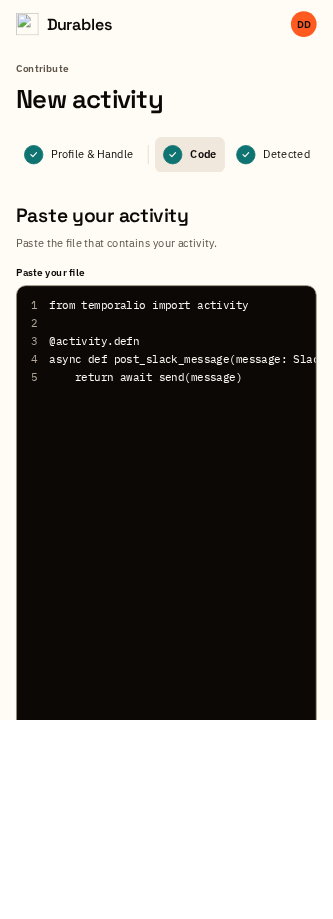 Durables
DD
Contribute
New activity
Profile & Handle
Code
Detected
Paste your activity
Paste the file that contains your activity.
Paste your file
1 from temporalio import activity
2
3 @activity.defn
4 async def post_slack_message(message: Slac
5     return await send(message)